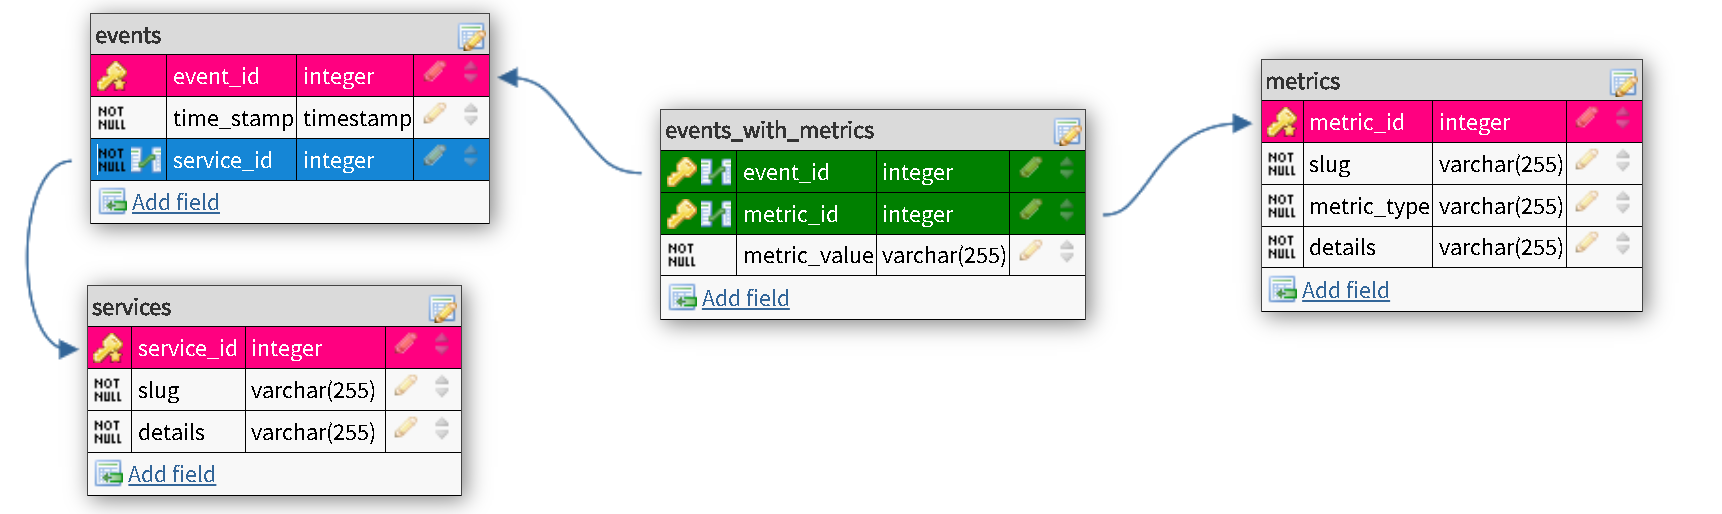 events
event_id integer
NOT NULL time_stamp timestamp
NOT NULL service_id integer
Add field
services
service_id integer
NOT NULL slug varchar(255)
NOT NULL details varchar(255)
Add field
events_with_metrics
event_id integer
metric_id integer
NOT NULL metric_value varchar(255)
Add field
metrics
metric_id integer
NOT NULL slug varchar(255)
NOT NULL metric_type varchar(255)
NOT NULL details varchar(255)
Add field